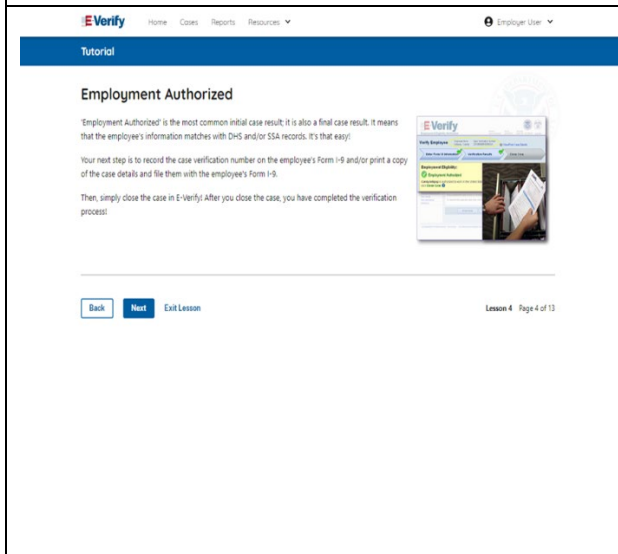 E-Verify Home Cases Reports Resources Employer User
Tutorial
Employment Authorized
'Employment Authorized' is the most common initial case result; it is also a final case result. It means
that the employee's information matches with DHS and/or SSA records. It's that easy!
Your next step is to record the case verification number on the employee's Form I-9 and/or print a copy
of the case details and file them with the employee's Form I-9.
Then, simply close the case in E-Verify! After you close the case, you have completed the verification
process!
E-Verify
Verify Employee
Employment Eligibility:
Employment Authorized
Back Next Exit Lesson Lesson 4 Page 4 of 13